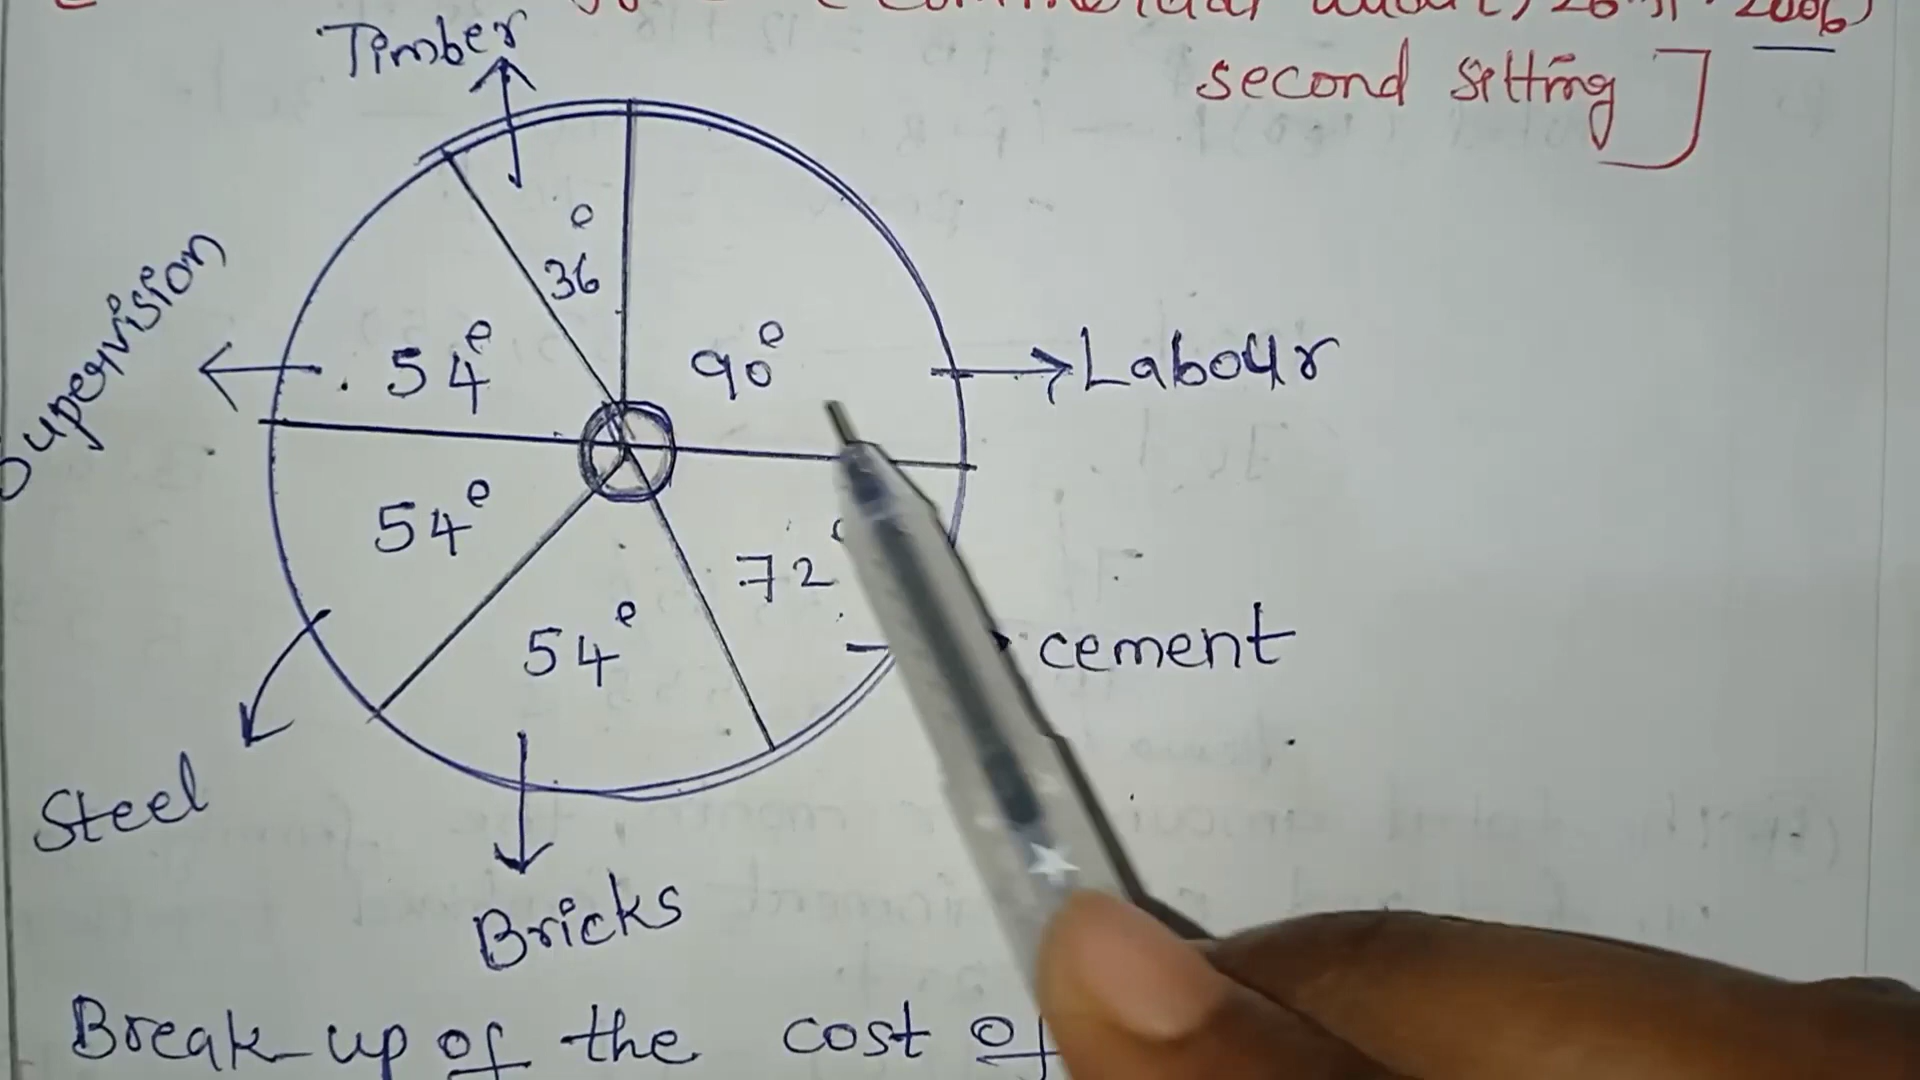 second sitting ]
Timber
36°
90°
Labour
Supervision
54°
54°
72°
54°
cement
Steel
Bricks
Break-up of the cost of